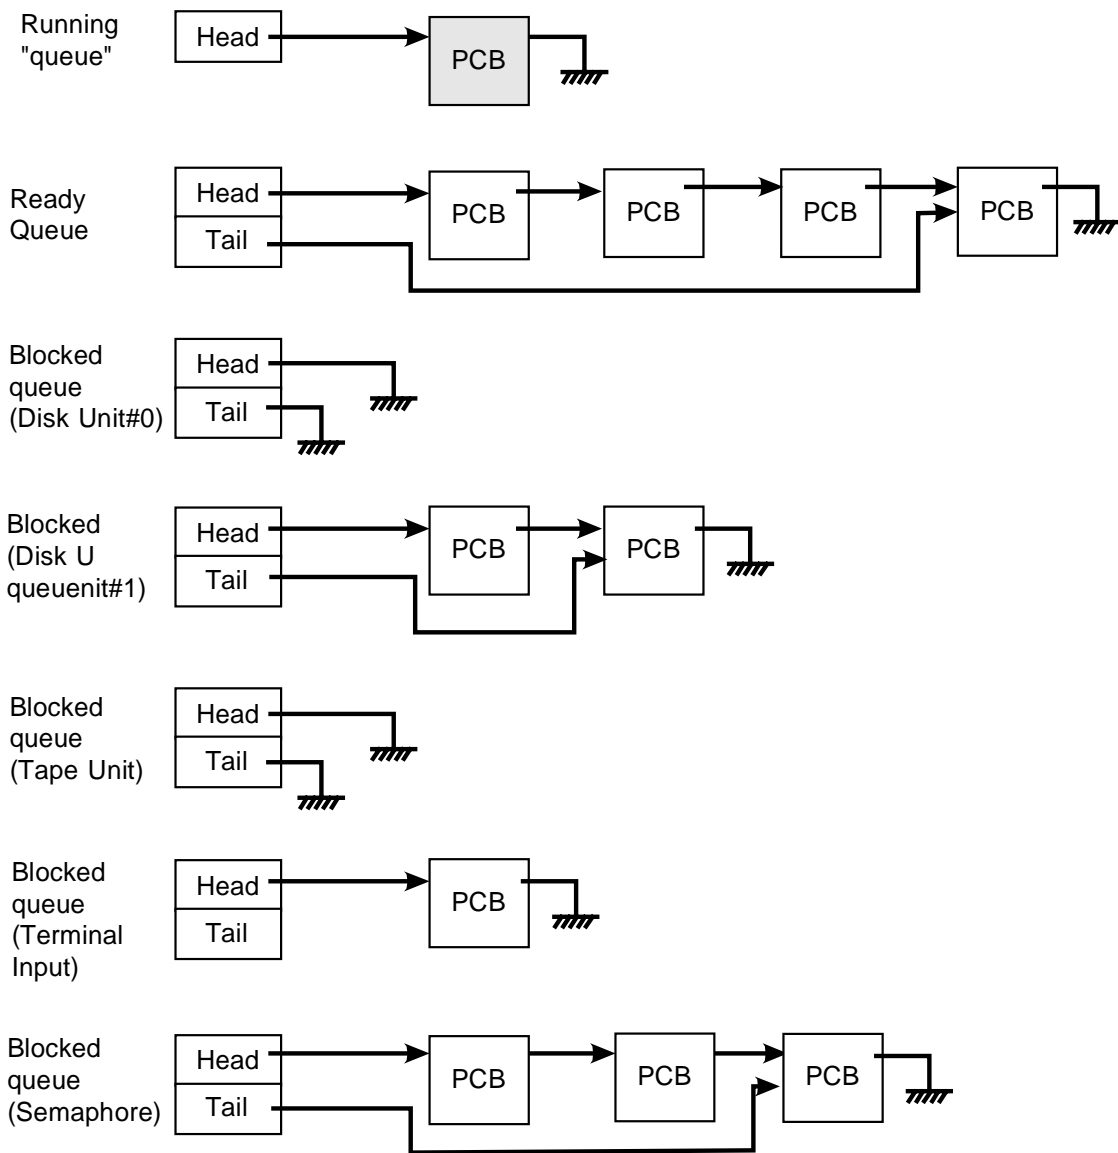 Running
"queue"
Head
PCB
Ready
Queue
Head
Tail
PCB
PCB
PCB
PCB
Blocked
queue
(Disk Unit#0)
Head
Tail
Blocked
(Disk U
queuenit#1)
Head
Tail
PCB
PCB
Blocked
queue
(Tape Unit)
Head
Tail
Blocked
queue
(Terminal
Input)
Head
Tail
PCB
Blocked
queue
(Semaphore)
Head
Tail
PCB
PCB
PCB